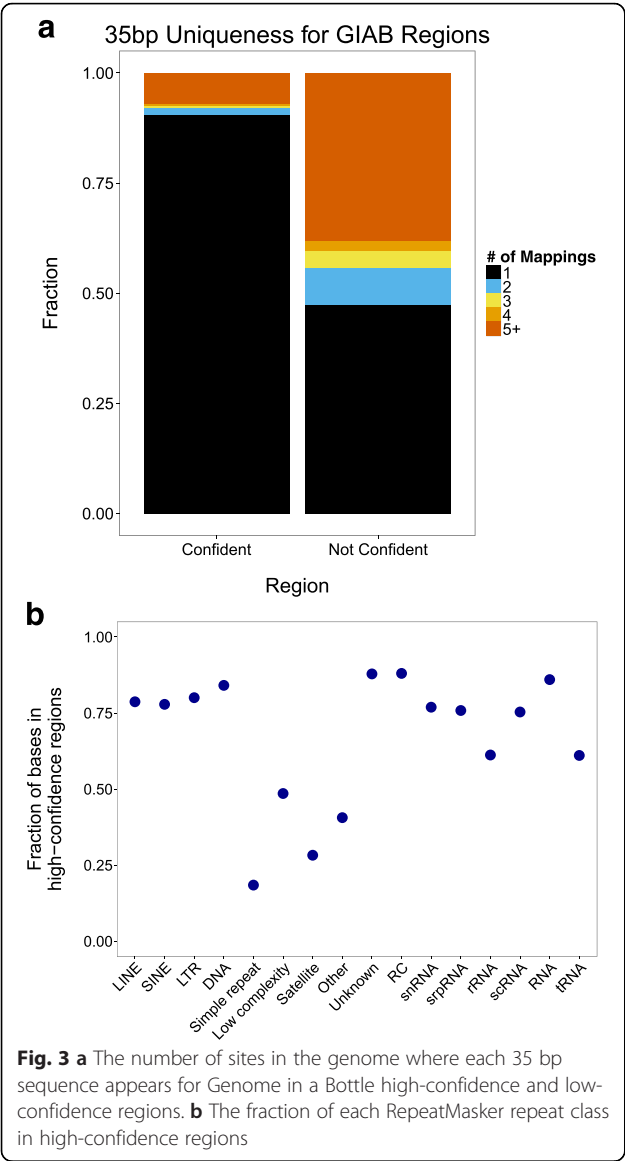 a
35bp Uniqueness for GIAB Regions
1.00
0.75
0.50
0.25
0.00
Fraction
Confident
Not Confident
Region
# of Mappings
1
2
3
4
5+
b
1.00
0.75
0.50
0.25
0.00
Fraction of bases in
high−confidence regions
LINE
SINE
LTR
DNA
Simple repeat
Low complexity
Satellite
Other
Unknown
RC
snRNA
srpRNA
rRNA
scRNA
RNA
tRNA
Fig. 3 a The number of sites in the genome where each 35 bp
sequence appears for Genome in a Bottle high-confidence and low-
confidence regions. b The fraction of each RepeatMasker repeat class
in high-confidence regions